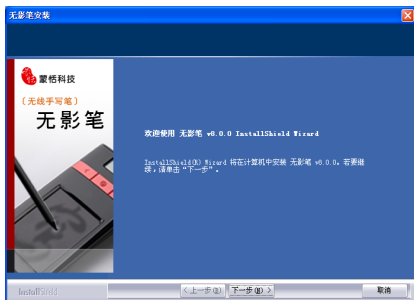 无影笔安装
蒙恬科技
（无线手写笔）
无影笔
欢迎使用 无影笔 v8.0.0 InstallShield Wizard
InstallShield(R) Wizard 将在计算机中安装 无影笔 v8.0.0。若要继
续，请单击“下一步”。
InstallShield
< 上一步(B) 下一步(N) > 取消